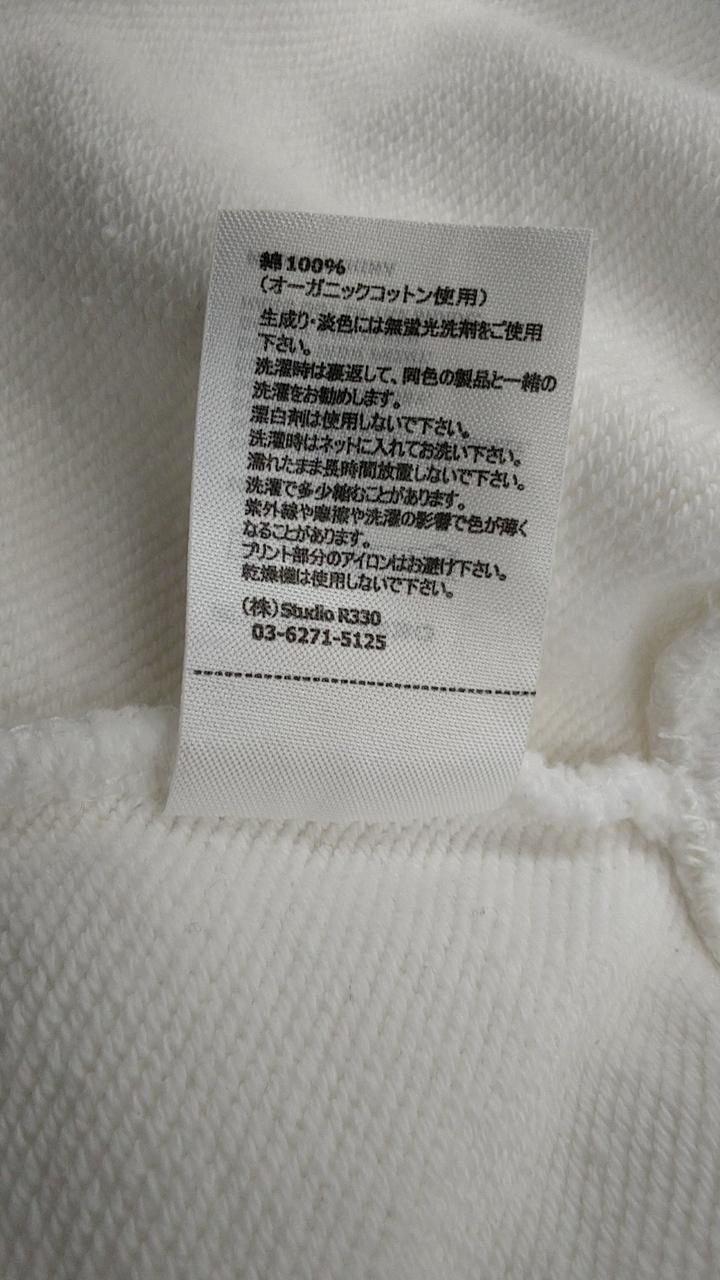 綿100%
(オーガニックコットン使用)
生成り・淡色には無蛍光洗剤をご使用
下さい。
洗濯時は裏返して、同色の製品と一緒の
洗濯をお勧めします。
漂白剤は使用しないで下さい。
洗濯時はネットに入れてお洗い下さい。
濡れたまま長時間放置しないで下さい。
洗濯で多少縮むことがあります。
紫外線や摩擦や洗濯の影響で色が薄く
なることがあります。
プリント部分のアイロンはお避け下さい。
乾燥機は使用しないで下さい。
(株)Studio R330
03-6271-5125